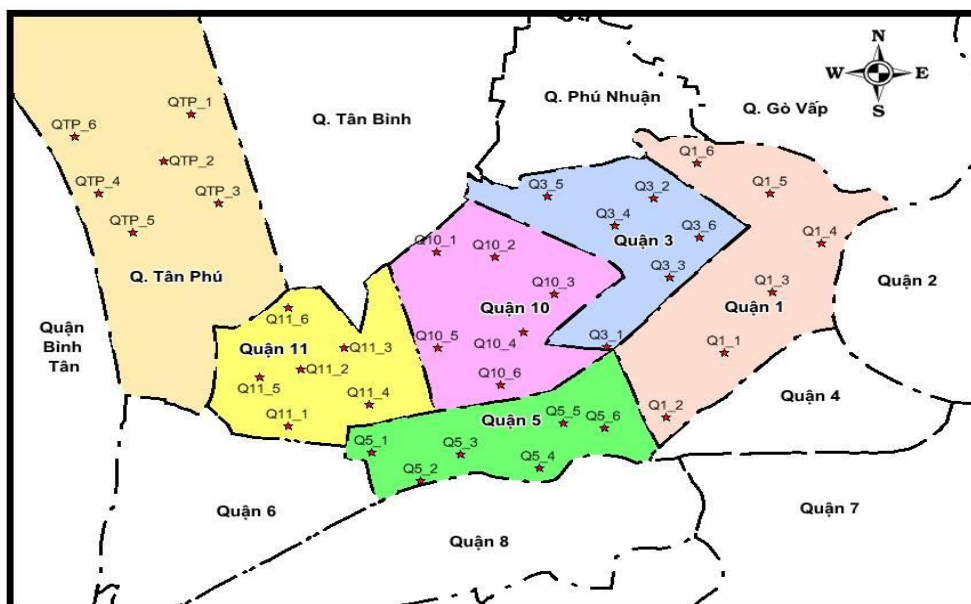 N
W
E
S
Q. Phú Nhuận
Q. Gò Vấp
Q. Tân Bình
QTP_1
QTP_6
QTP_2
QTP_4
QTP_3
QTP_5
Q. Tân Phú
Q1_6
Q1_5
Q1_4
Q1_3
Quận 1
Q1_1
Q1_2
Q3_5
Q3_2
Q3_4
Q3_6
Quận 3
Q3_3
Q3_1
Q10_1
Q10_2
Q10_3
Quận 10
Q10_5
Q10_4
Q10_6
Quận 2
Quận
Bình
Tân
Q11_6
Quận 11
Q11_3
Q11_2
Q11_5
Q11_4
Q11_1
Quận 5
Q5_5
Q5_6
Q5_1
Q5_3
Q5_2
Q5_4
Quận 4
Quận 6
Quận 8
Quận 7